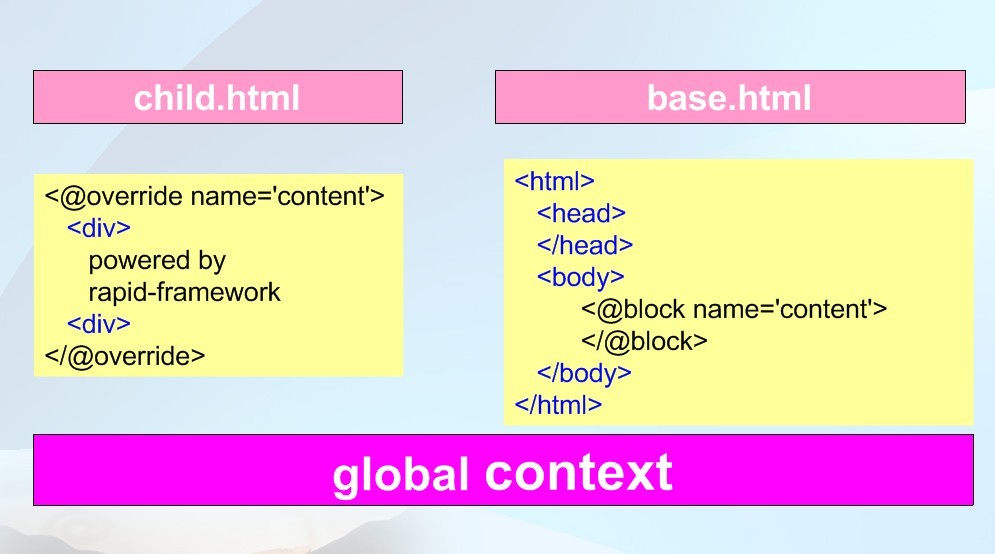 child.html
<@override name='content'>
<div>
powered by
rapid-framework
<div>
</@override>
base.html
<html>
<head>
</head>
<body>
<@block name='content'>
</@block>
</body>
</html>
global context